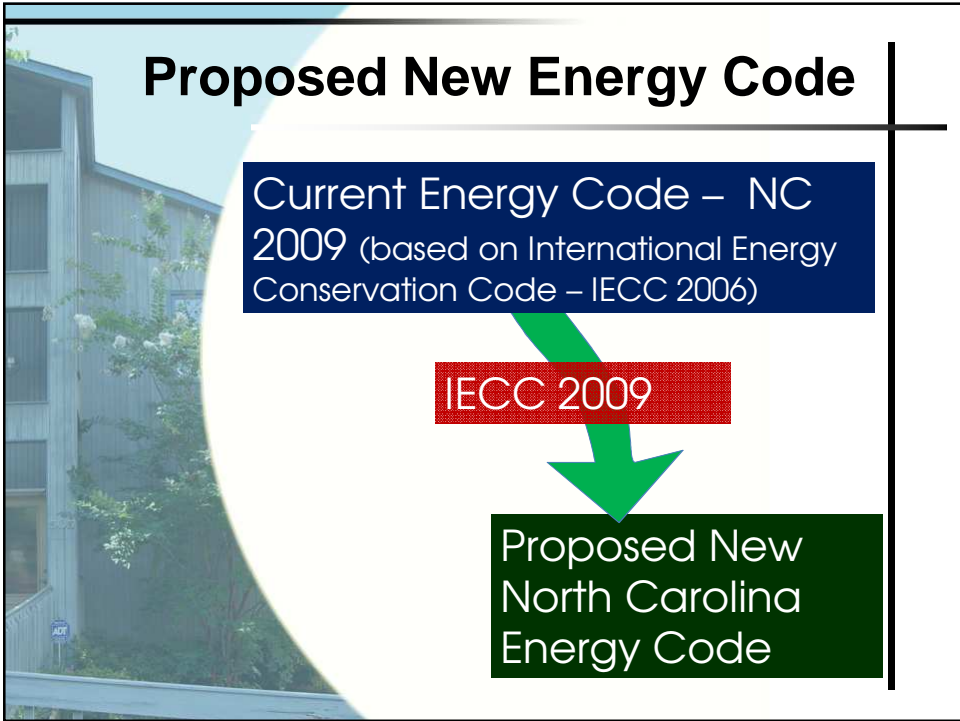 Proposed New Energy Code
Current Energy Code – NC
2009 (based on International Energy
Conservation Code – IECC 2006)
IECC 2009
Proposed New
North Carolina
Energy Code
ADT